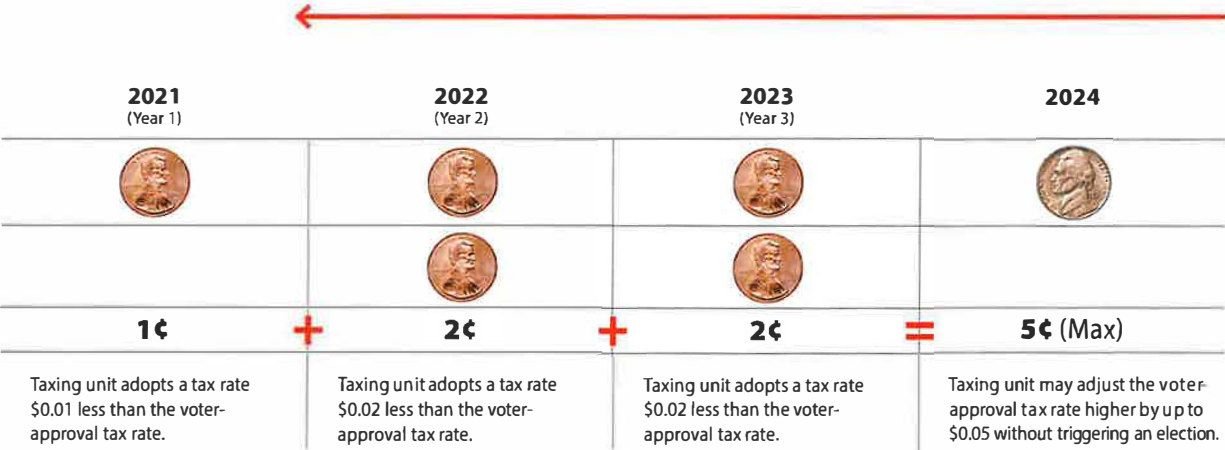 2021
(Year 1)
2022
(Year 2)
2023
(Year 3)
2024
1¢ + 2¢ + 2¢ = 5¢ (Max)
Taxing unit adopts a tax rate
$0.01 less than the voter-
approval tax rate.
Taxing unit adopts a tax rate
$0.02 less than the voter-
approval tax rate.
Taxing unit adopts a tax rate
$0.02 less than the voter-
approval tax rate.
Taxing unit may adjust the voter-
approval tax rate higher by up to
$0.05 without triggering an election.